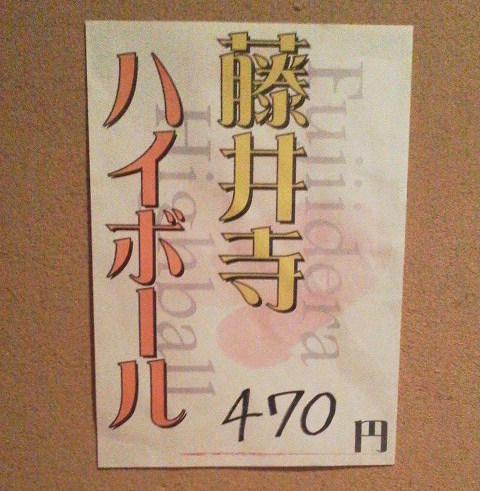 藤井寺
Fujiidera
ハイボール
Highball
470円